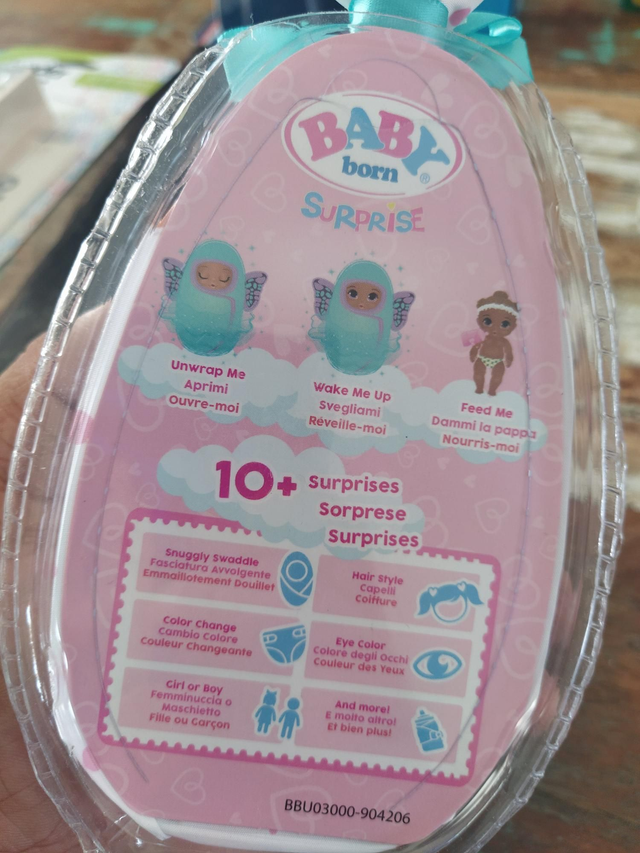 BABY
born®
SURPRISE
Unwrap Me
Aprimi
Ouvre-moi
Wake Me Up
Svegliami
Réveille-moi
Feed Me
Dammi la pappa
Nourris-moi
10+ Surprises
Sorprese
Surprises
Snuggly Swaddle
Fasciatura Avvolgente
Emmaillotement Douillet
Hair Style
Capelli
Coiffure
Color Change
Cambio Colore
Couleur Changeante
Eye Color
Colore degli Occhi
Couleur des Yeux
Girl or Boy
Femminuccia o
Maschietto
Fille ou Garçon
And more!
E molto altro!
Et bien plus!
BBU03000-904206